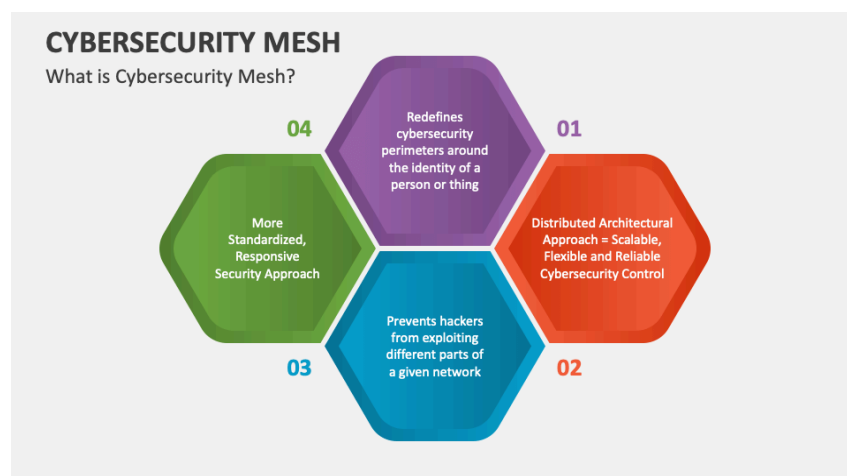 CYBERSECURITY MESH
What is Cybersecurity Mesh?
01
Redefines
cybersecurity
perimeters around
the identity of a
person or thing
02
Distributed Architectural
Approach = Scalable,
Flexible and Reliable
Cybersecurity Control
03
Prevents hackers
from exploiting
different parts of
a given network
04
More
Standardized,
Responsive
Security Approach